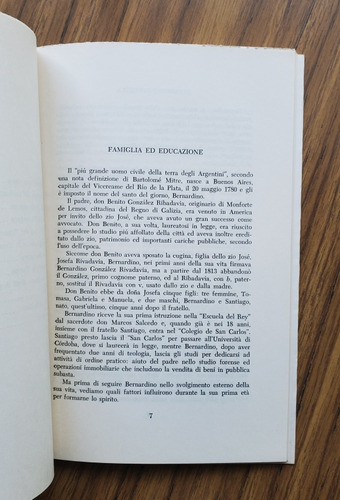 FAMIGLIA ED EDUCAZIONE
Il "più grande uomo civile della terra degli Argentini", secondo
una nota definizione di Bartolomé Mitre, nasce a Buenos Aires,
capitale del Vicereame del Río de la Plata, il 20 maggio 1780 e gli
è imposto il nome del santo del giorno, Bernardino.
Il padre, don Benito González Ribadavia, originario di Monforte
de Lemos, cittadina del Regno di Galizia, era venuto in America
per invito dello zio José, che aveva accumulato dei beni come
avvocato. Don Benito, a sua volta, laureatosi in legge, era riuscito
a possedere lo studio più affollato della città ed aveva inoltre eredi-
tato dallo zio, patrimonio ed importanti cariche pubbliche, secondo
l'uso dell'epoca.
Siccome don Benito aveva sposato la cugina, figlia dello zio José,
Josefa Rivadavia, Bernardino, nei primi anni della sua vita firmava
Bernardino González Rivadavia, ma a partire dal 1813 abbandonò
il González, primo cognome paterno, ed al Ribadavia, con b, pater-
no, sostituì il Rivadavia con v, usato dallo zio e dalla madre.
Don Benito ebbe da doña Josefa cinque figli: tre femmine, To-
masa, Gabriela e Manuela, e due maschi, Bernardino e Santiago,
nato, quest'ultimo, cinque anni dopo il fratello.
Bernardino riceve la sua prima istruzione nella "Escuela del Rey"
dal sacerdote don Marcos Salcedo e, quando egli è nei 18 anni,
insieme con il fratello Santiago, entra nel "Colegio de San Carlos".
Santiago presto lascia il "San Carlos" per passare all'Università di
Córdoba, dove si laureerà in legge, mentre Bernardino, dopo aver
frequentato due anni di teologia, lascia gli studi per dedicarsi ad
attività di ordine pratico: aiuto del padre nello studio forense ed
operazioni immobiliarie che includono la vendita di beni in pubblica
subasta.
Ma prima di seguire Bernardino nello svolgimento esterno della
sua vita, vediamo quali fattori influirono durante la sua prima età
per formarne lo spirito.
7